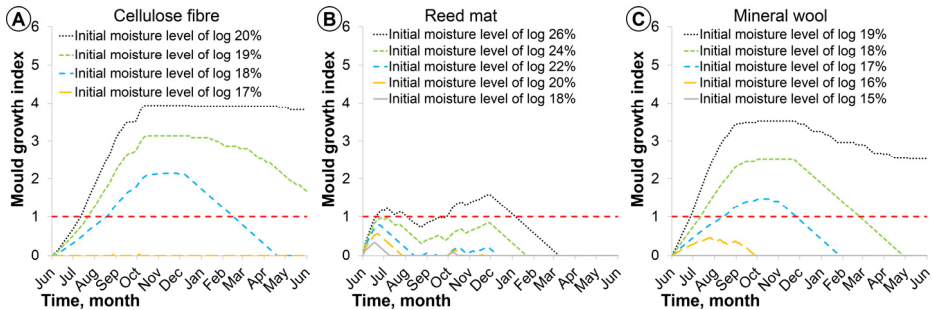 A
Cellulose fibre
Mould growth index
6
5
4
3
2
1
0
Initial moisture level of log 20%
Initial moisture level of log 19%
Initial moisture level of log 18%
Initial moisture level of log 17%
Jun Jul Aug Sep Oct Nov Dec Jan Feb Mar Apr May Jun
Time, month
B
Reed mat
Mould growth index
6
5
4
3
2
1
0
Initial moisture level of log 26%
Initial moisture level of log 24%
Initial moisture level of log 22%
Initial moisture level of log 20%
Initial moisture level of log 18%
Jun Jul Aug Sep Oct Nov Dec Jan Feb Mar Apr May Jun
Time, month
C
Mineral wool
Mould growth index
6
5
4
3
2
1
0
Initial moisture level of log 19%
Initial moisture level of log 18%
Initial moisture level of log 17%
Initial moisture level of log 16%
Initial moisture level of log 15%
Jun Jul Aug Sep Oct Nov Dec Jan Feb Mar Apr May Jun
Time, month